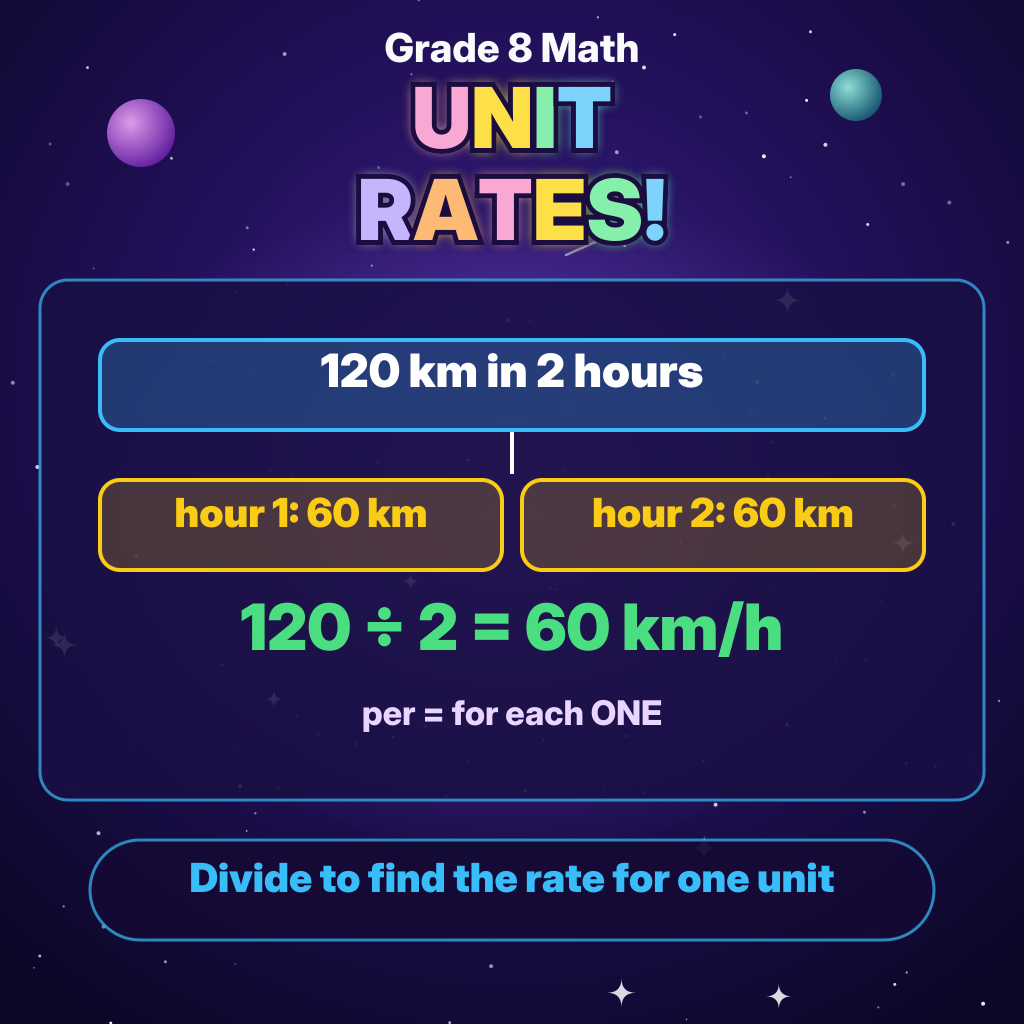 Grade 8 Math
UNIT
RATES!
120 km in 2 hours
hour 1: 60 km
hour 2: 60 km
120 ÷ 2 = 60 km/h
per = for each ONE
Divide to find the rate for one unit